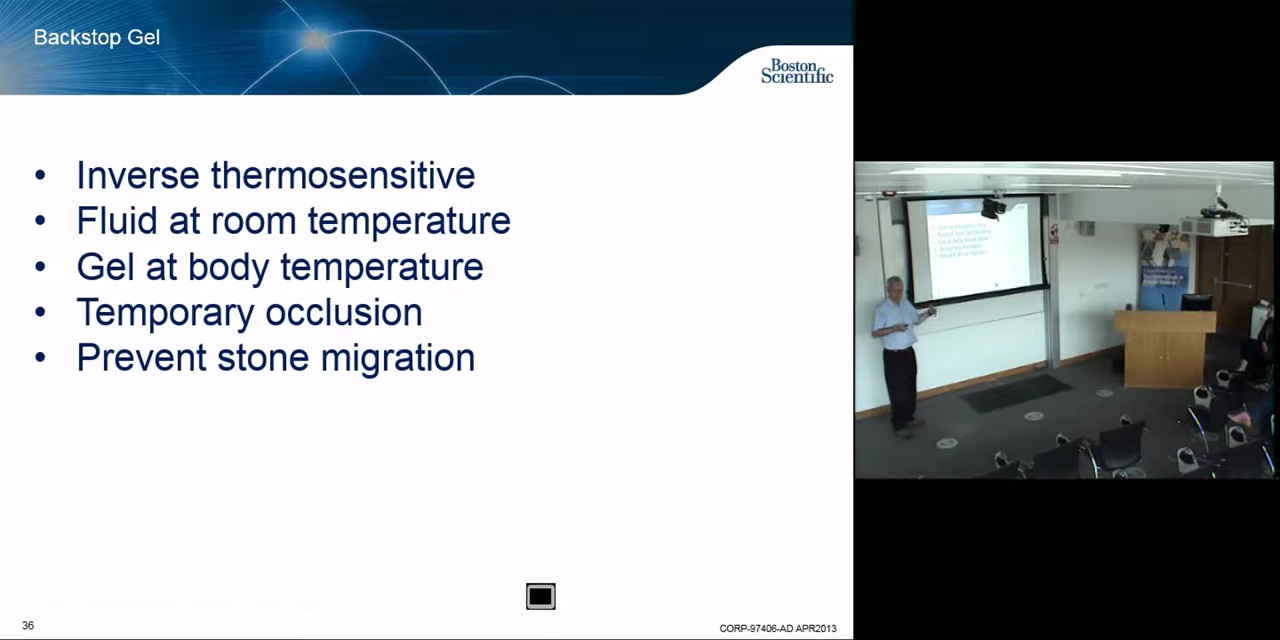 Backstop Gel
Boston
Scientific
• Inverse thermosensitive
• Fluid at room temperature
• Gel at body temperature
• Temporary occlusion
• Prevent stone migration
36
CORP-97406-AD APR2013